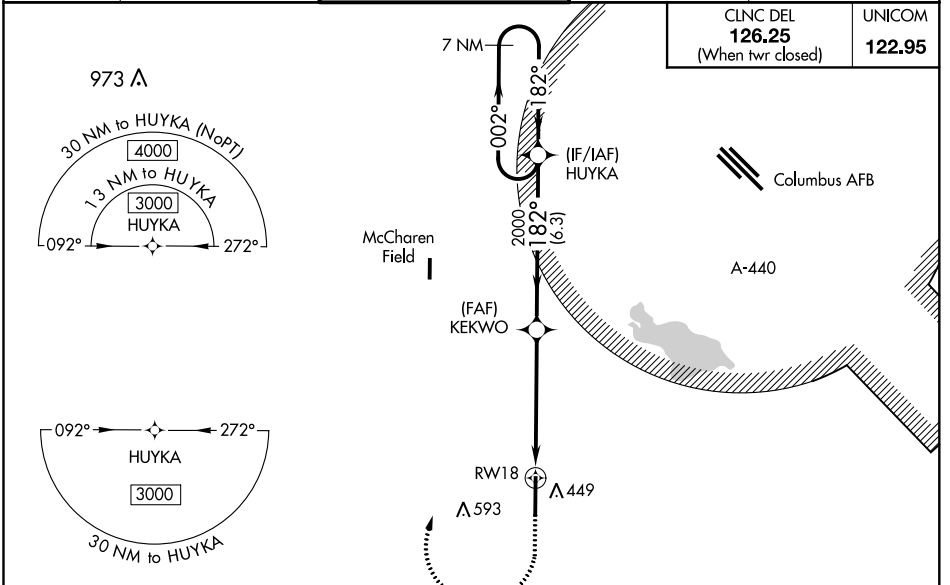 CLNC DEL
126.25
(When twr closed)
UNICOM
122.95
7 NM
973
30 NM to HUYKA (NoPT)
4000
13 NM to HUYKA
3000
HUYKA
092°
272°
002°
182°
(IF/IAF)
HUYKA
Columbus AFB
2000
182°
(6.3)
McCharen
Field
A-440
(FAF)
KEKWO
092°
272°
HUYKA
3000
30 NM to HUYKA
RW18
449
593